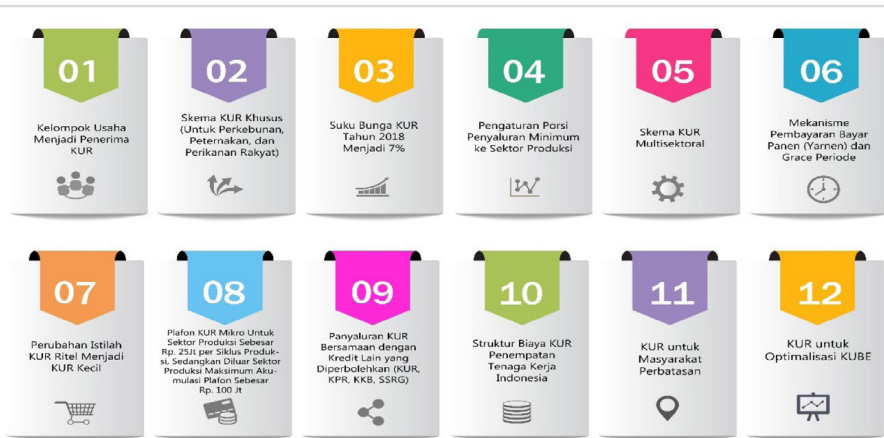 01
Kelompok Usaha
Menjadi Penerima
KUR
02
Skema KUR Khusus
(Untuk Perkebunan,
Peternakan, dan
Perikanan Rakyat)
03
Suku Bunga KUR
Tahun 2018
Menjadi 7%
04
Pengaturan Porsi
Penyaluran Minimum
ke Sektor Produksi
05
Skema KUR
Multisektoral
06
Mekanisme
Pembayaran Bayar
Panen (Yarnen) dan
Grace Periode
07
Perubahan Istilah
KUR Ritel Menjadi
KUR Kecil
08
Plafon KUR Mikro Untuk
Sektor Produksi Sebesar
Rp. 25Jt per Siklus Produk-
si, Sedangkan Diluar Sektor
Produksi Maksimum Aku-
mulasi Plafon Sebesar
Rp. 100 Jt
09
Panyaluran KUR
Bersamaan dengan
Kredit Lain yang
Diperbolehkan (KUR,
KPR, KKB, SSRG)
10
Struktur Biaya KUR
Penempatan
Tenaga Kerja
Indonesia
11
KUR untuk
Masyarakat
Perbatasan
12
KUR untuk
Optimalisasi KUBE